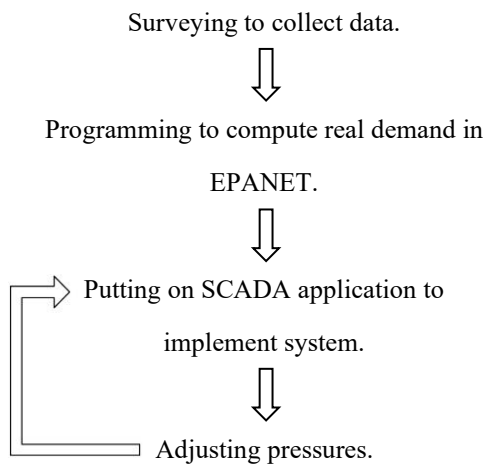 Surveying to collect data.
Programming to compute real demand in
EPANET.
Putting on SCADA application to
implement system.
Adjusting pressures.